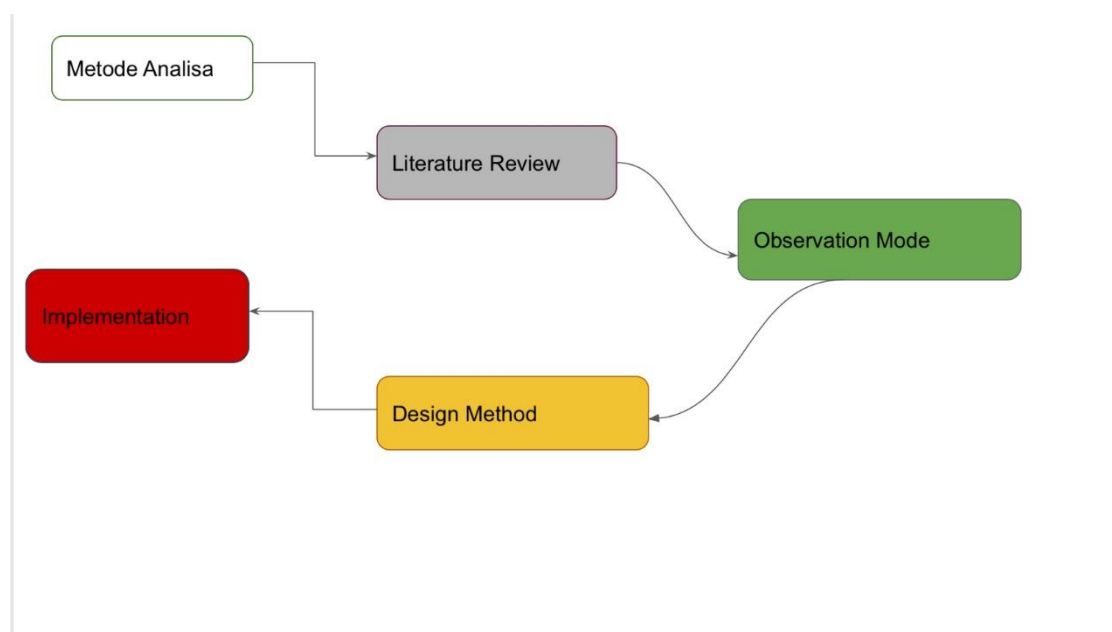 Metode Analisa
Literature Review
Observation Mode
Implementation
Design Method